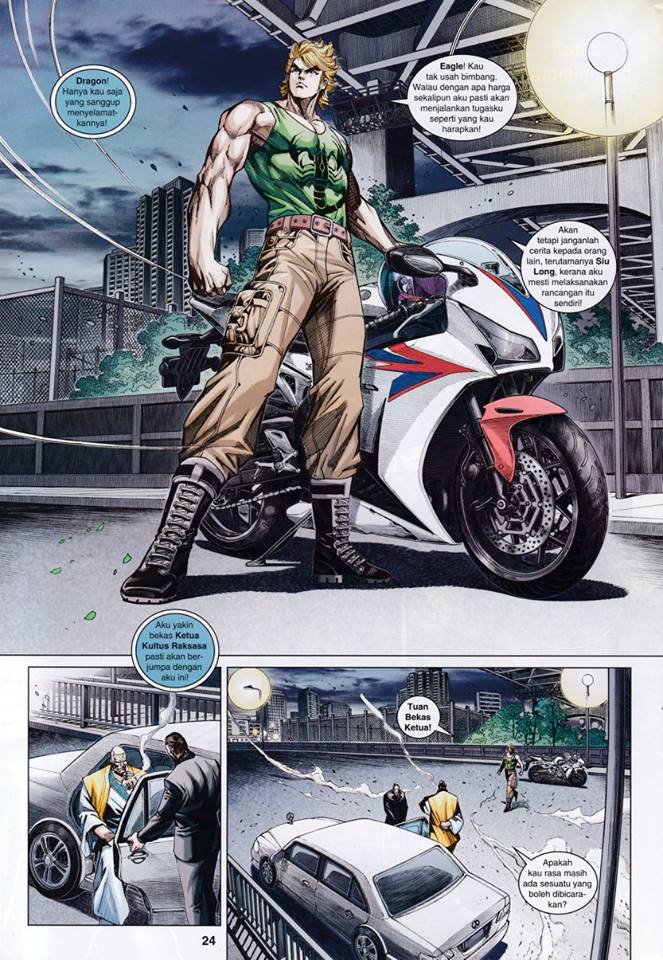 Dragon!
Hanya kau saja
yang sanggup
menyelamat-
kannya!
Eagle! Kau
tak usah bimbang.
Walau dengan apa harga
sekalipun aku pasti akan
menjalankan tugasku
seperti yang kau
harapkan!
Akan
tetapi janganlah
cerita kepada orang
lain, terutamanya Siu
Long, kerana aku
mesti melaksanakan
rancangan itu
sendiri!
Aku yakin
bekas Ketua
Kultus Raksasa
pasti akan ber-
jumpa dengan
aku ini!
Tuan
Bekas
Ketua!
Apakah
kau rasa masih
ada sesuatu yang
boleh dibicara-
kan?
24